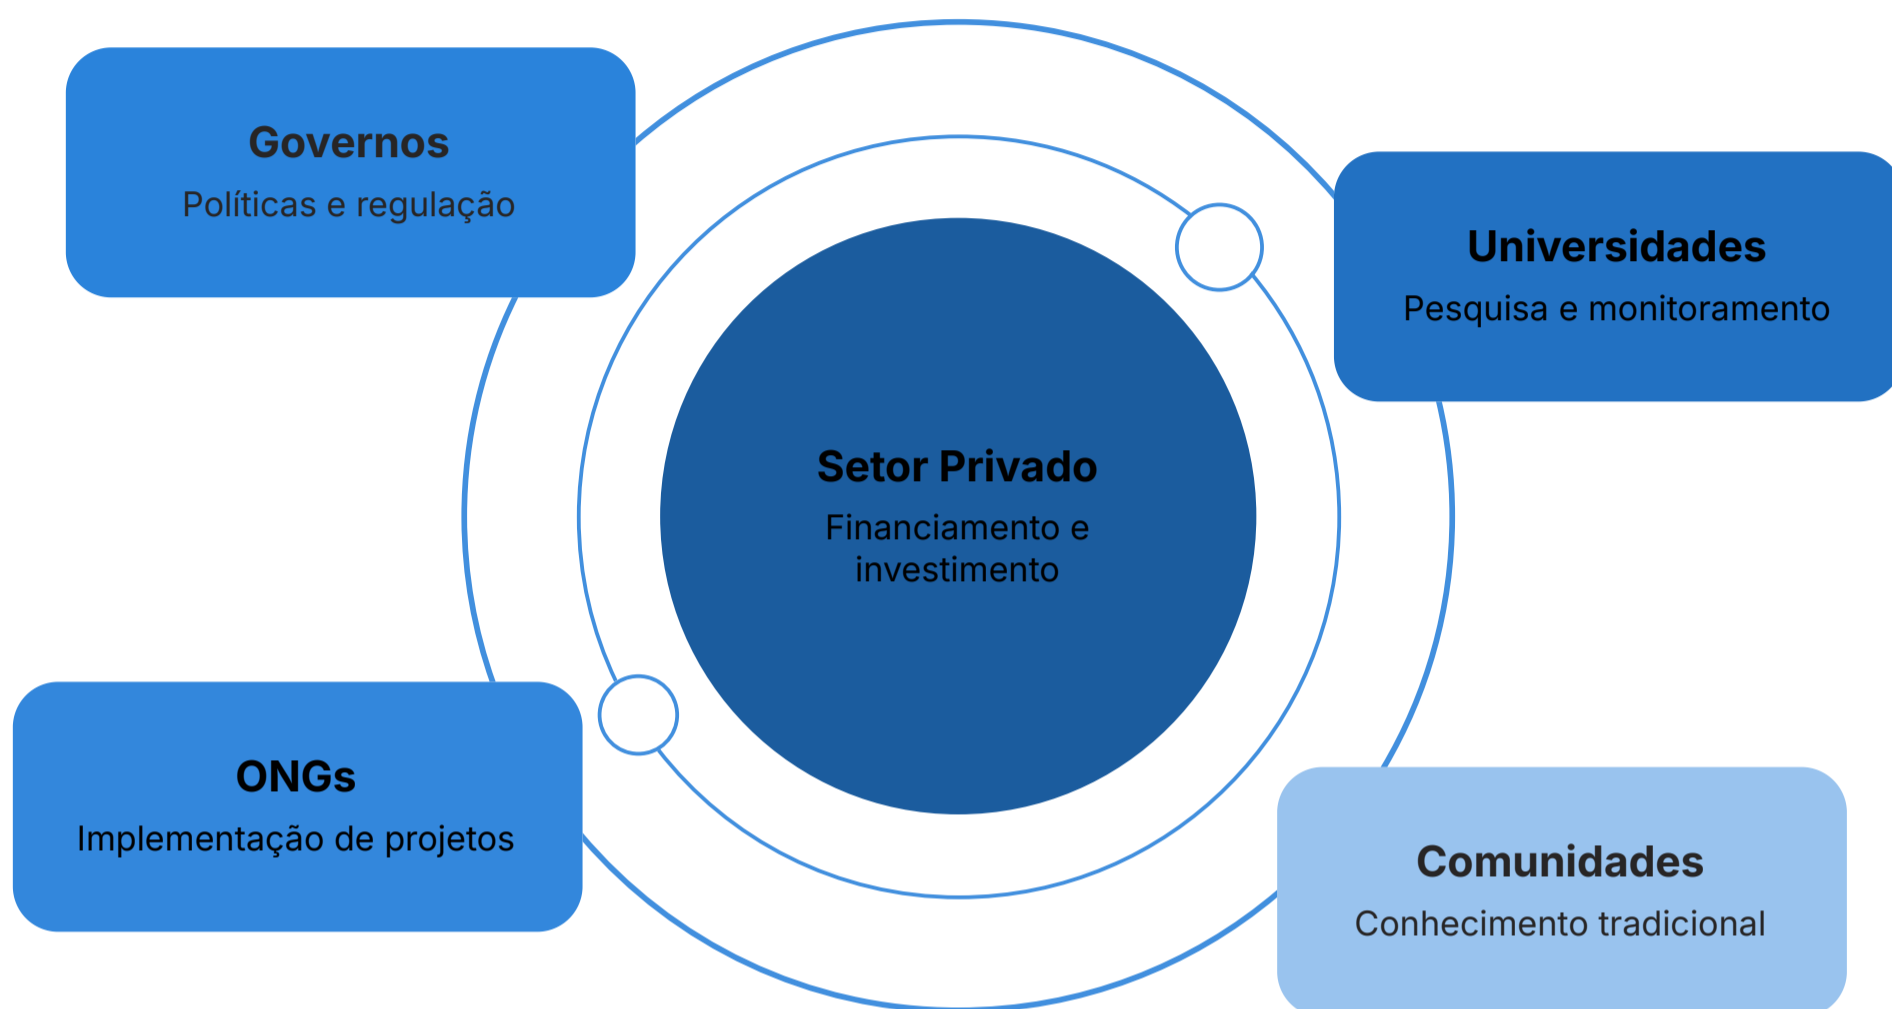 Governos
Políticas e regulação
Universidades
Pesquisa e monitoramento
Setor Privado
Financiamento e
investimento
ONGs
Implementação de projetos
Comunidades
Conhecimento tradicional